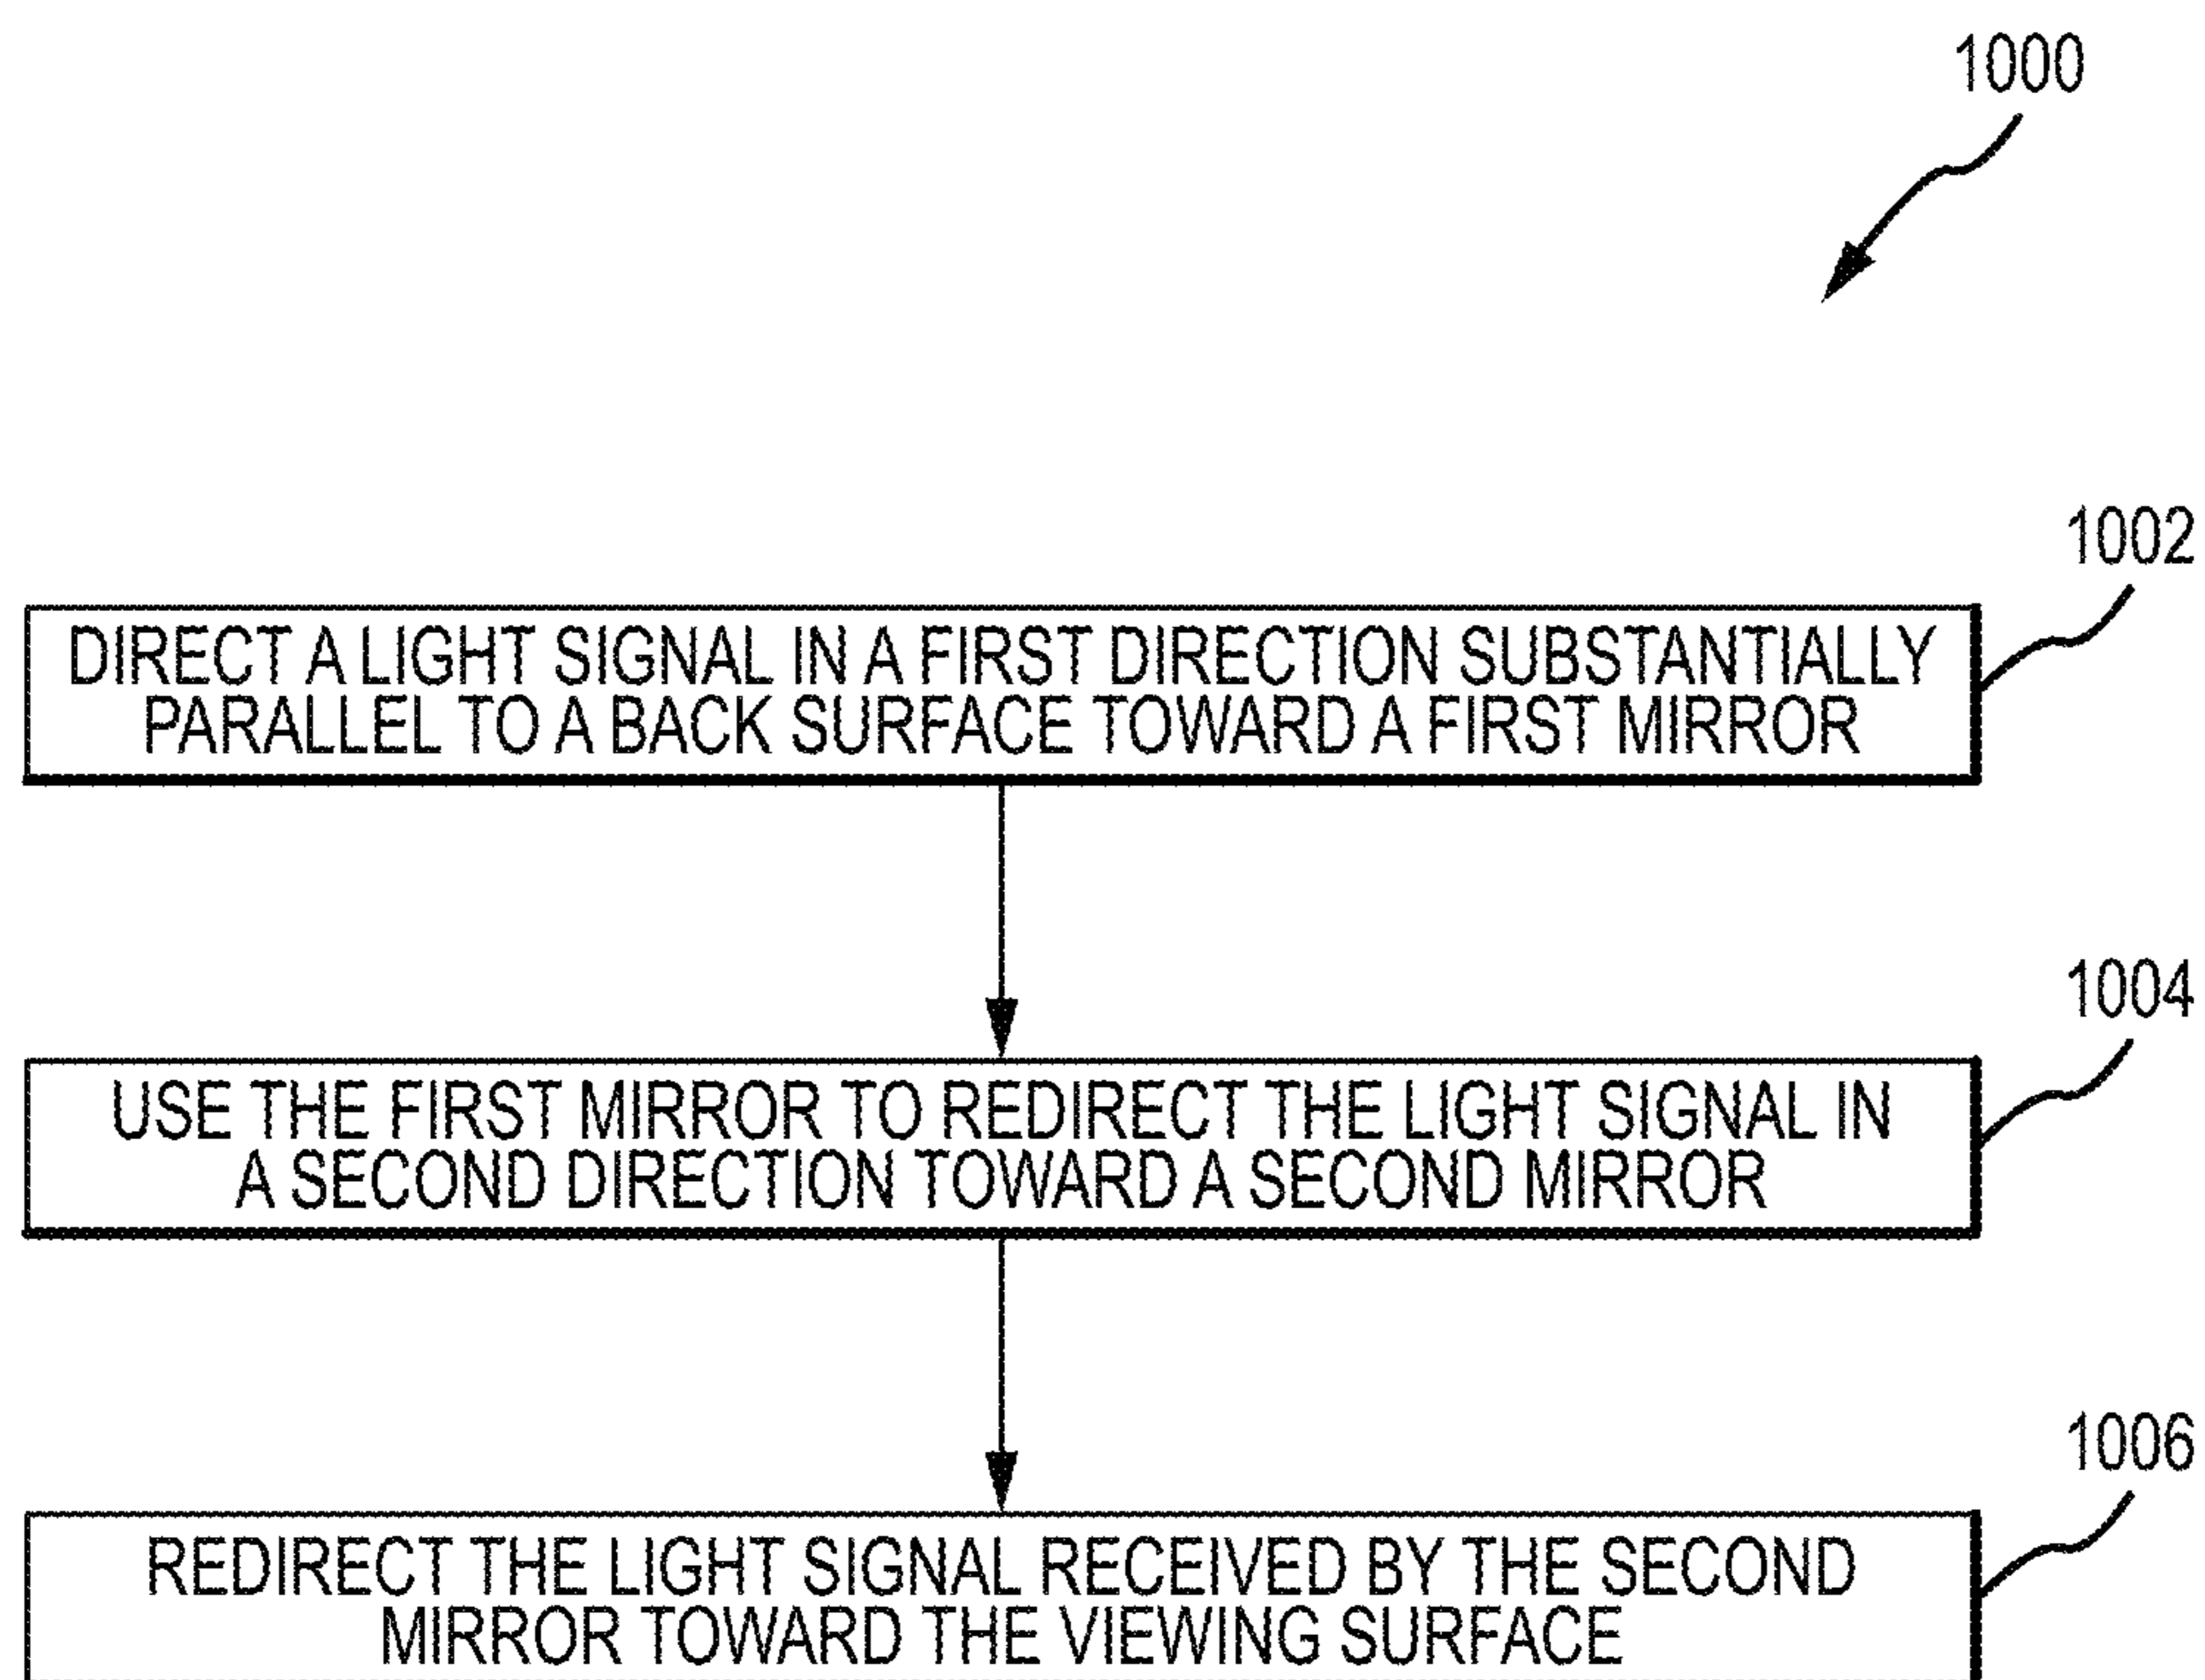 1000
1002
DIRECT A LIGHT SIGNAL IN A FIRST DIRECTION SUBSTANTIALLY
PARALLEL TO A BACK SURFACE TOWARD A FIRST MIRROR
1004
USE THE FIRST MIRROR TO REDIRECT THE LIGHT SIGNAL IN
A SECOND DIRECTION TOWARD A SECOND MIRROR
1006
REDIRECT THE LIGHT SIGNAL RECEIVED BY THE SECOND
MIRROR TOWARD THE VIEWING SURFACE